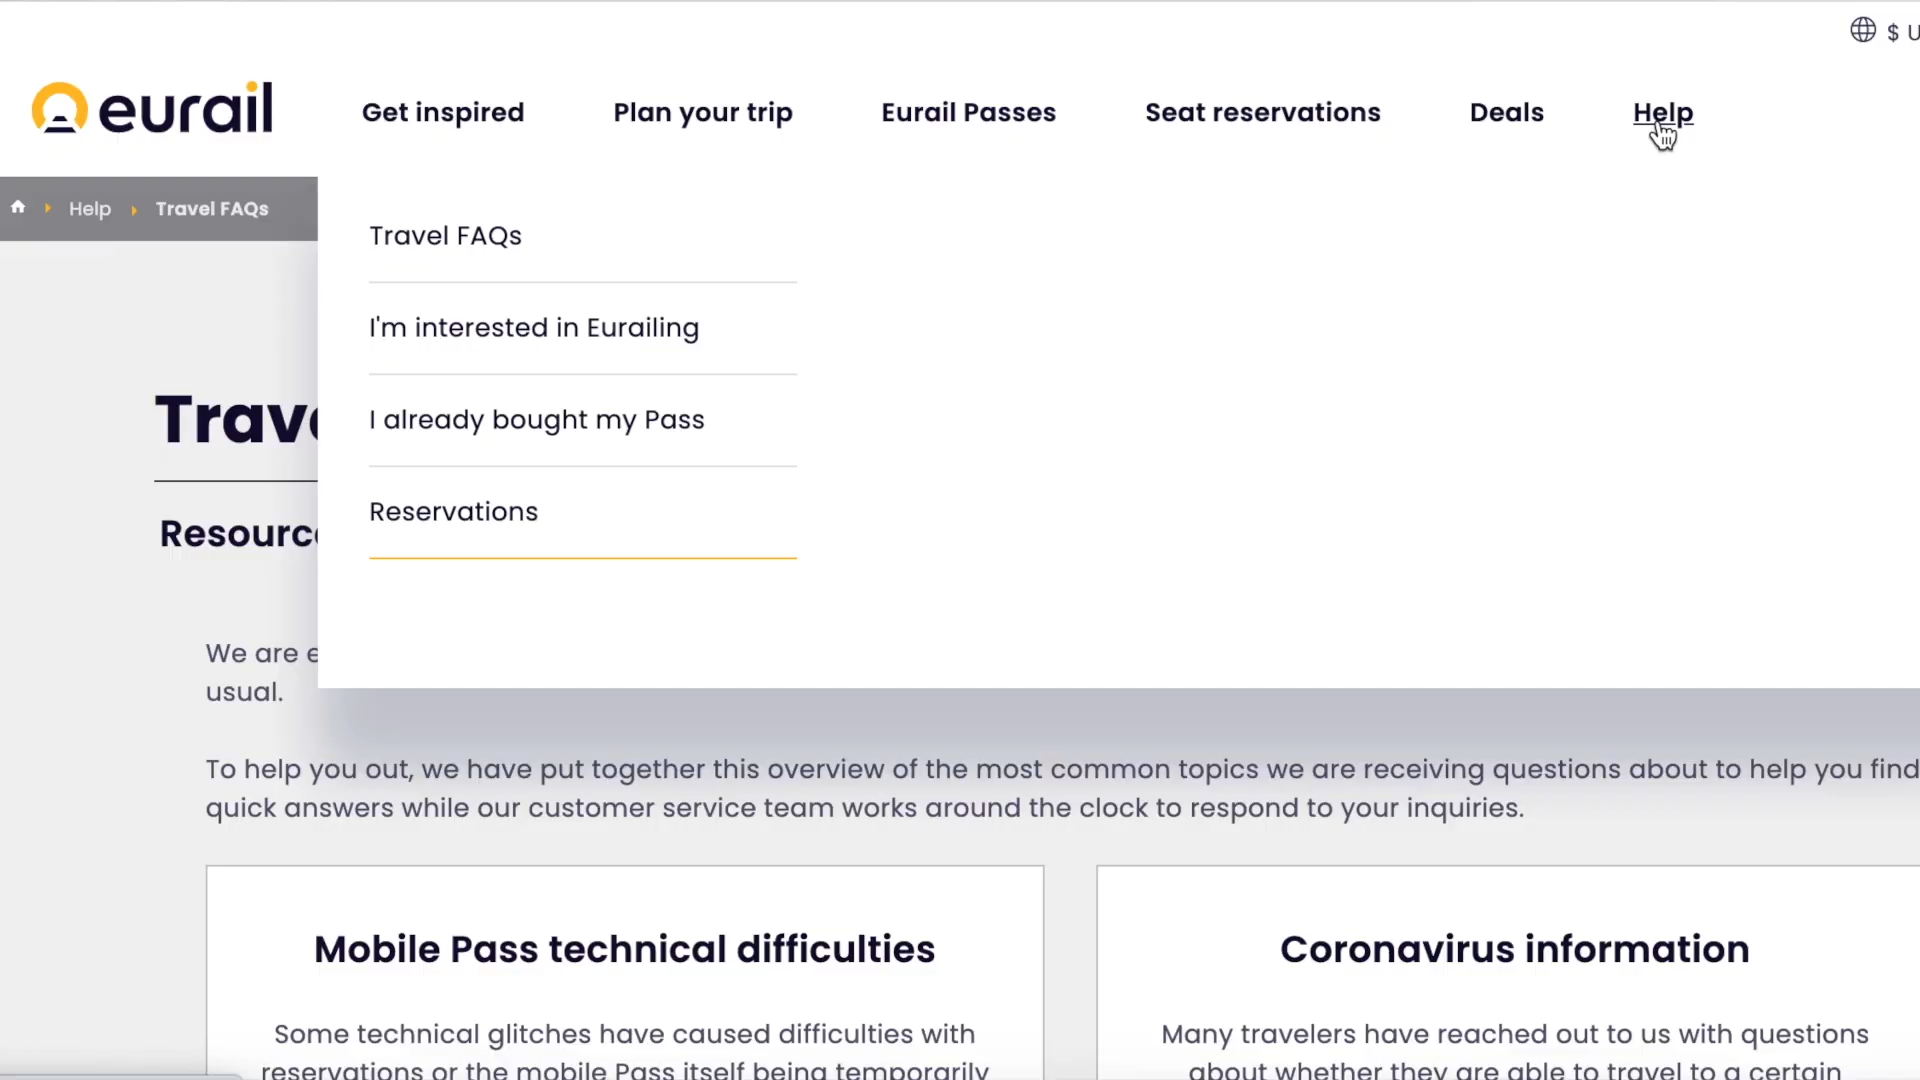 $ U
eurail
Get inspired
Plan your trip
Eurail Passes
Seat reservations
Deals
Help
Help
Travel FAQs
Travel FAQs
I'm interested in Eurailing
I already bought my Pass
Reservations
Trav
Resourc
We are e
usual.
To help you out, we have put together this overview of the most common topics we are receiving questions about to help you find
quick answers while our customer service team works around the clock to respond to your inquiries.
Mobile Pass technical difficulties
Some technical glitches have caused difficulties with
reservations or the mobile Pass itself being temporarily
Coronavirus information
Many travelers have reached out to us with questions
about whether they are able to travel to a certain